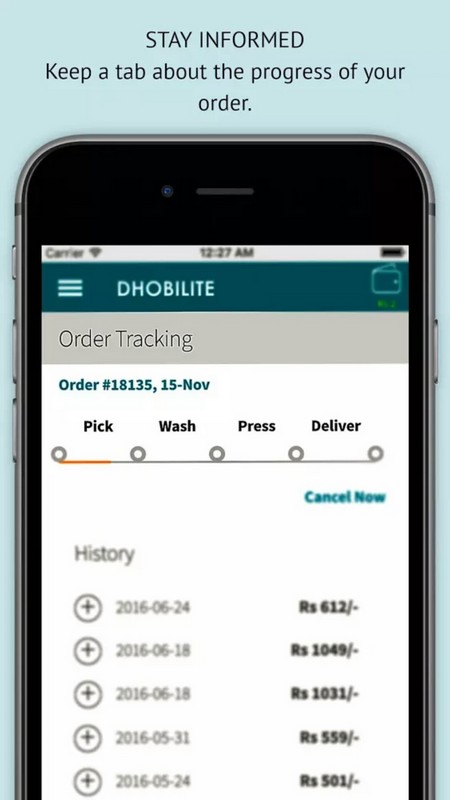 STAY INFORMED
Keep a tab about the progress of your
order.
Carrier 12:27 AM
DHOBILITE
Order Tracking
Order #18135, 15-Nov
Pick Wash Press Deliver
Cancel Now
History
2016-06-24 Rs 612/-
2016-06-18 Rs 1049/-
2016-06-18 Rs 1031/-
2016-05-31 Rs 559/-
2016-05-24 Rs 501/-